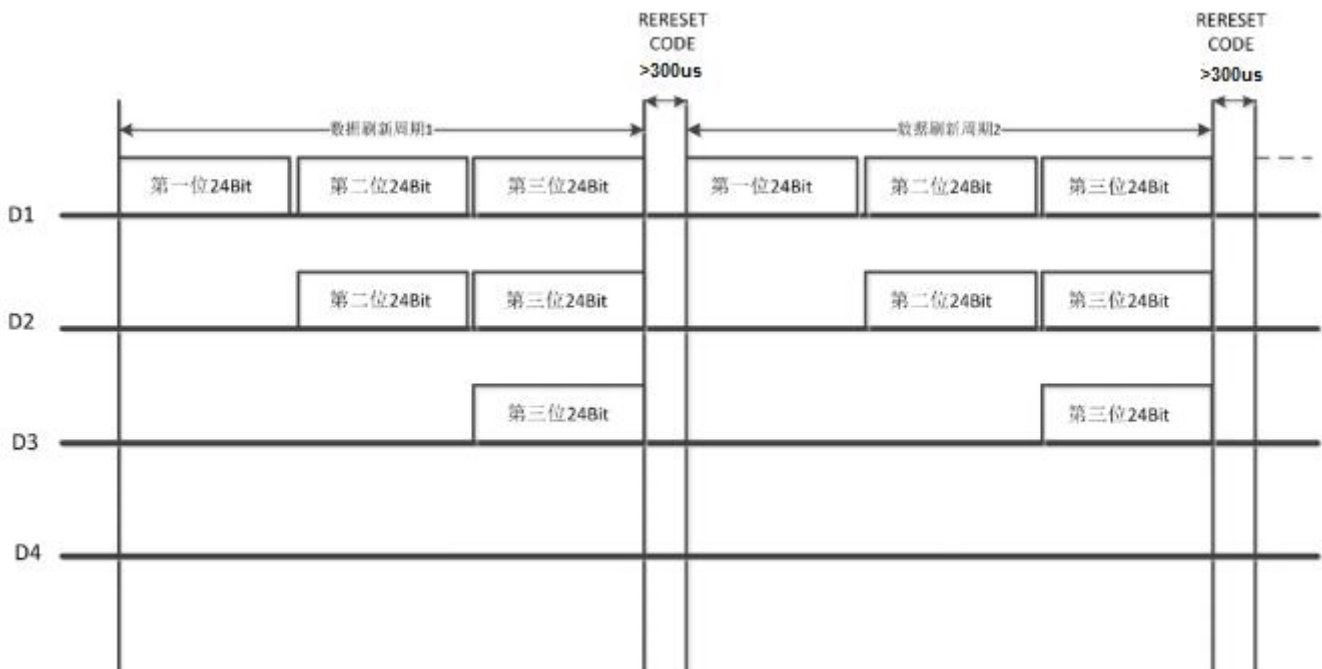 RERESET
CODE
>300us
RERESET
CODE
>300us
数据刷新周期1
数据刷新周期2
第一位24Bit
第二位24Bit
第三位24Bit
第一位24Bit
第二位24Bit
第三位24Bit
D1
第二位24Bit
第三位24Bit
第二位24Bit
第三位24Bit
D2
第三位24Bit
第三位24Bit
D3
D4